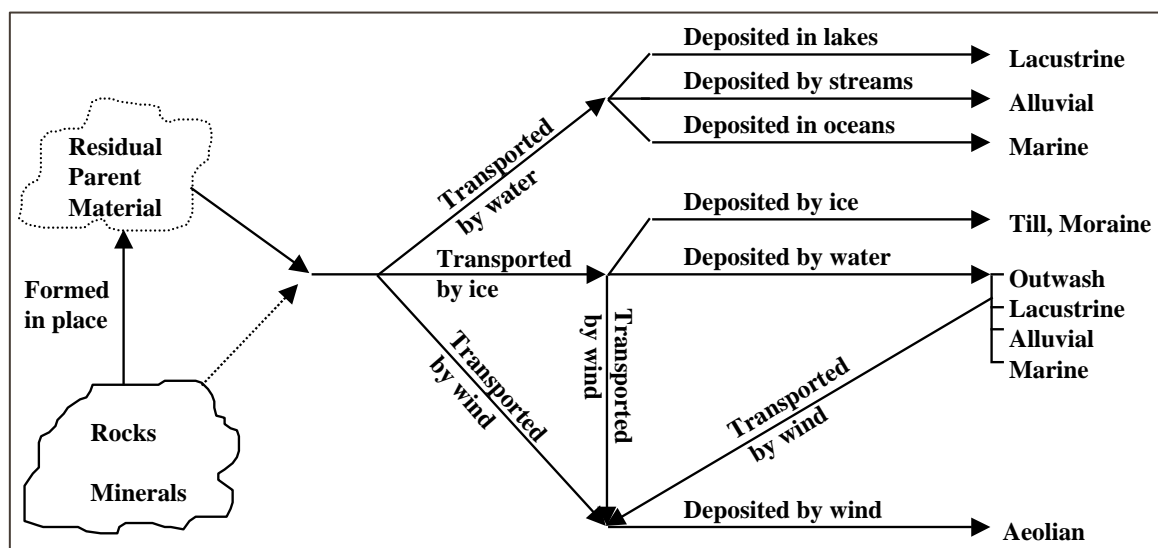 Residual
Parent
Material
Formed
in place
Rocks
Minerals
Transported
by water
Transported
by ice
Transported
by wind
Deposited in lakes
Lacustrine
Deposited by streams
Alluvial
Deposited in oceans
Marine
Deposited by ice
Till, Moraine
Deposited by water
Outwash
Lacustrine
Alluvial
Marine
Transported
by wind
Transported
by wind
Transported
Deposited by wind
Aeolian